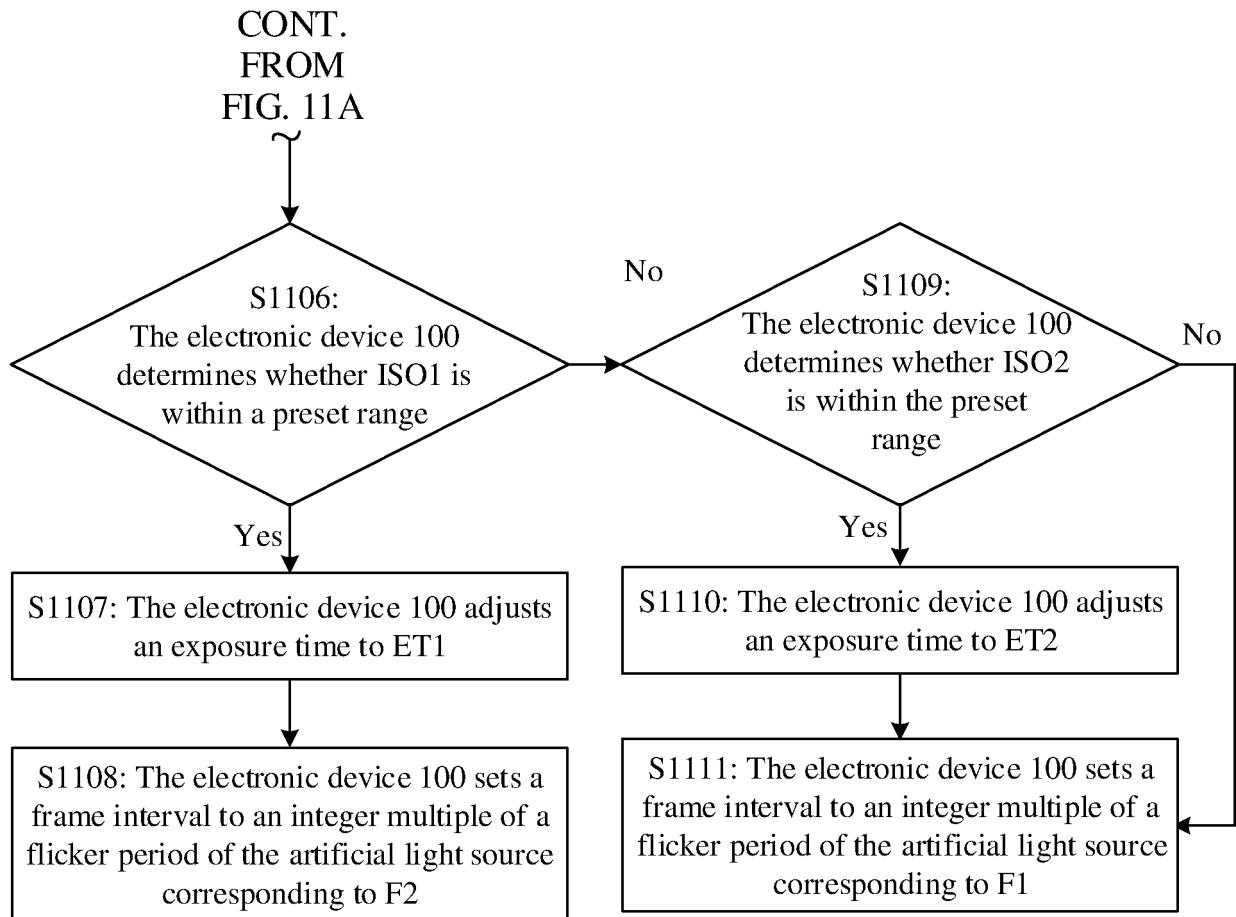 CONT.
FROM
FIG. 11A
S1106:
The electronic device 100
determines whether ISO1 is
within a preset range
No
S1109:
The electronic device 100
determines whether ISO2
is within the preset
range
No
Yes
Yes
S1107: The electronic device 100 adjusts
an exposure time to ET1
S1110: The electronic device 100 adjusts
an exposure time to ET2
S1108: The electronic device 100 sets a
frame interval to an integer multiple of a
flicker period of the artificial light source
corresponding to F2
S1111: The electronic device 100 sets a
frame interval to an integer multiple of a
flicker period of the artificial light source
corresponding to F1